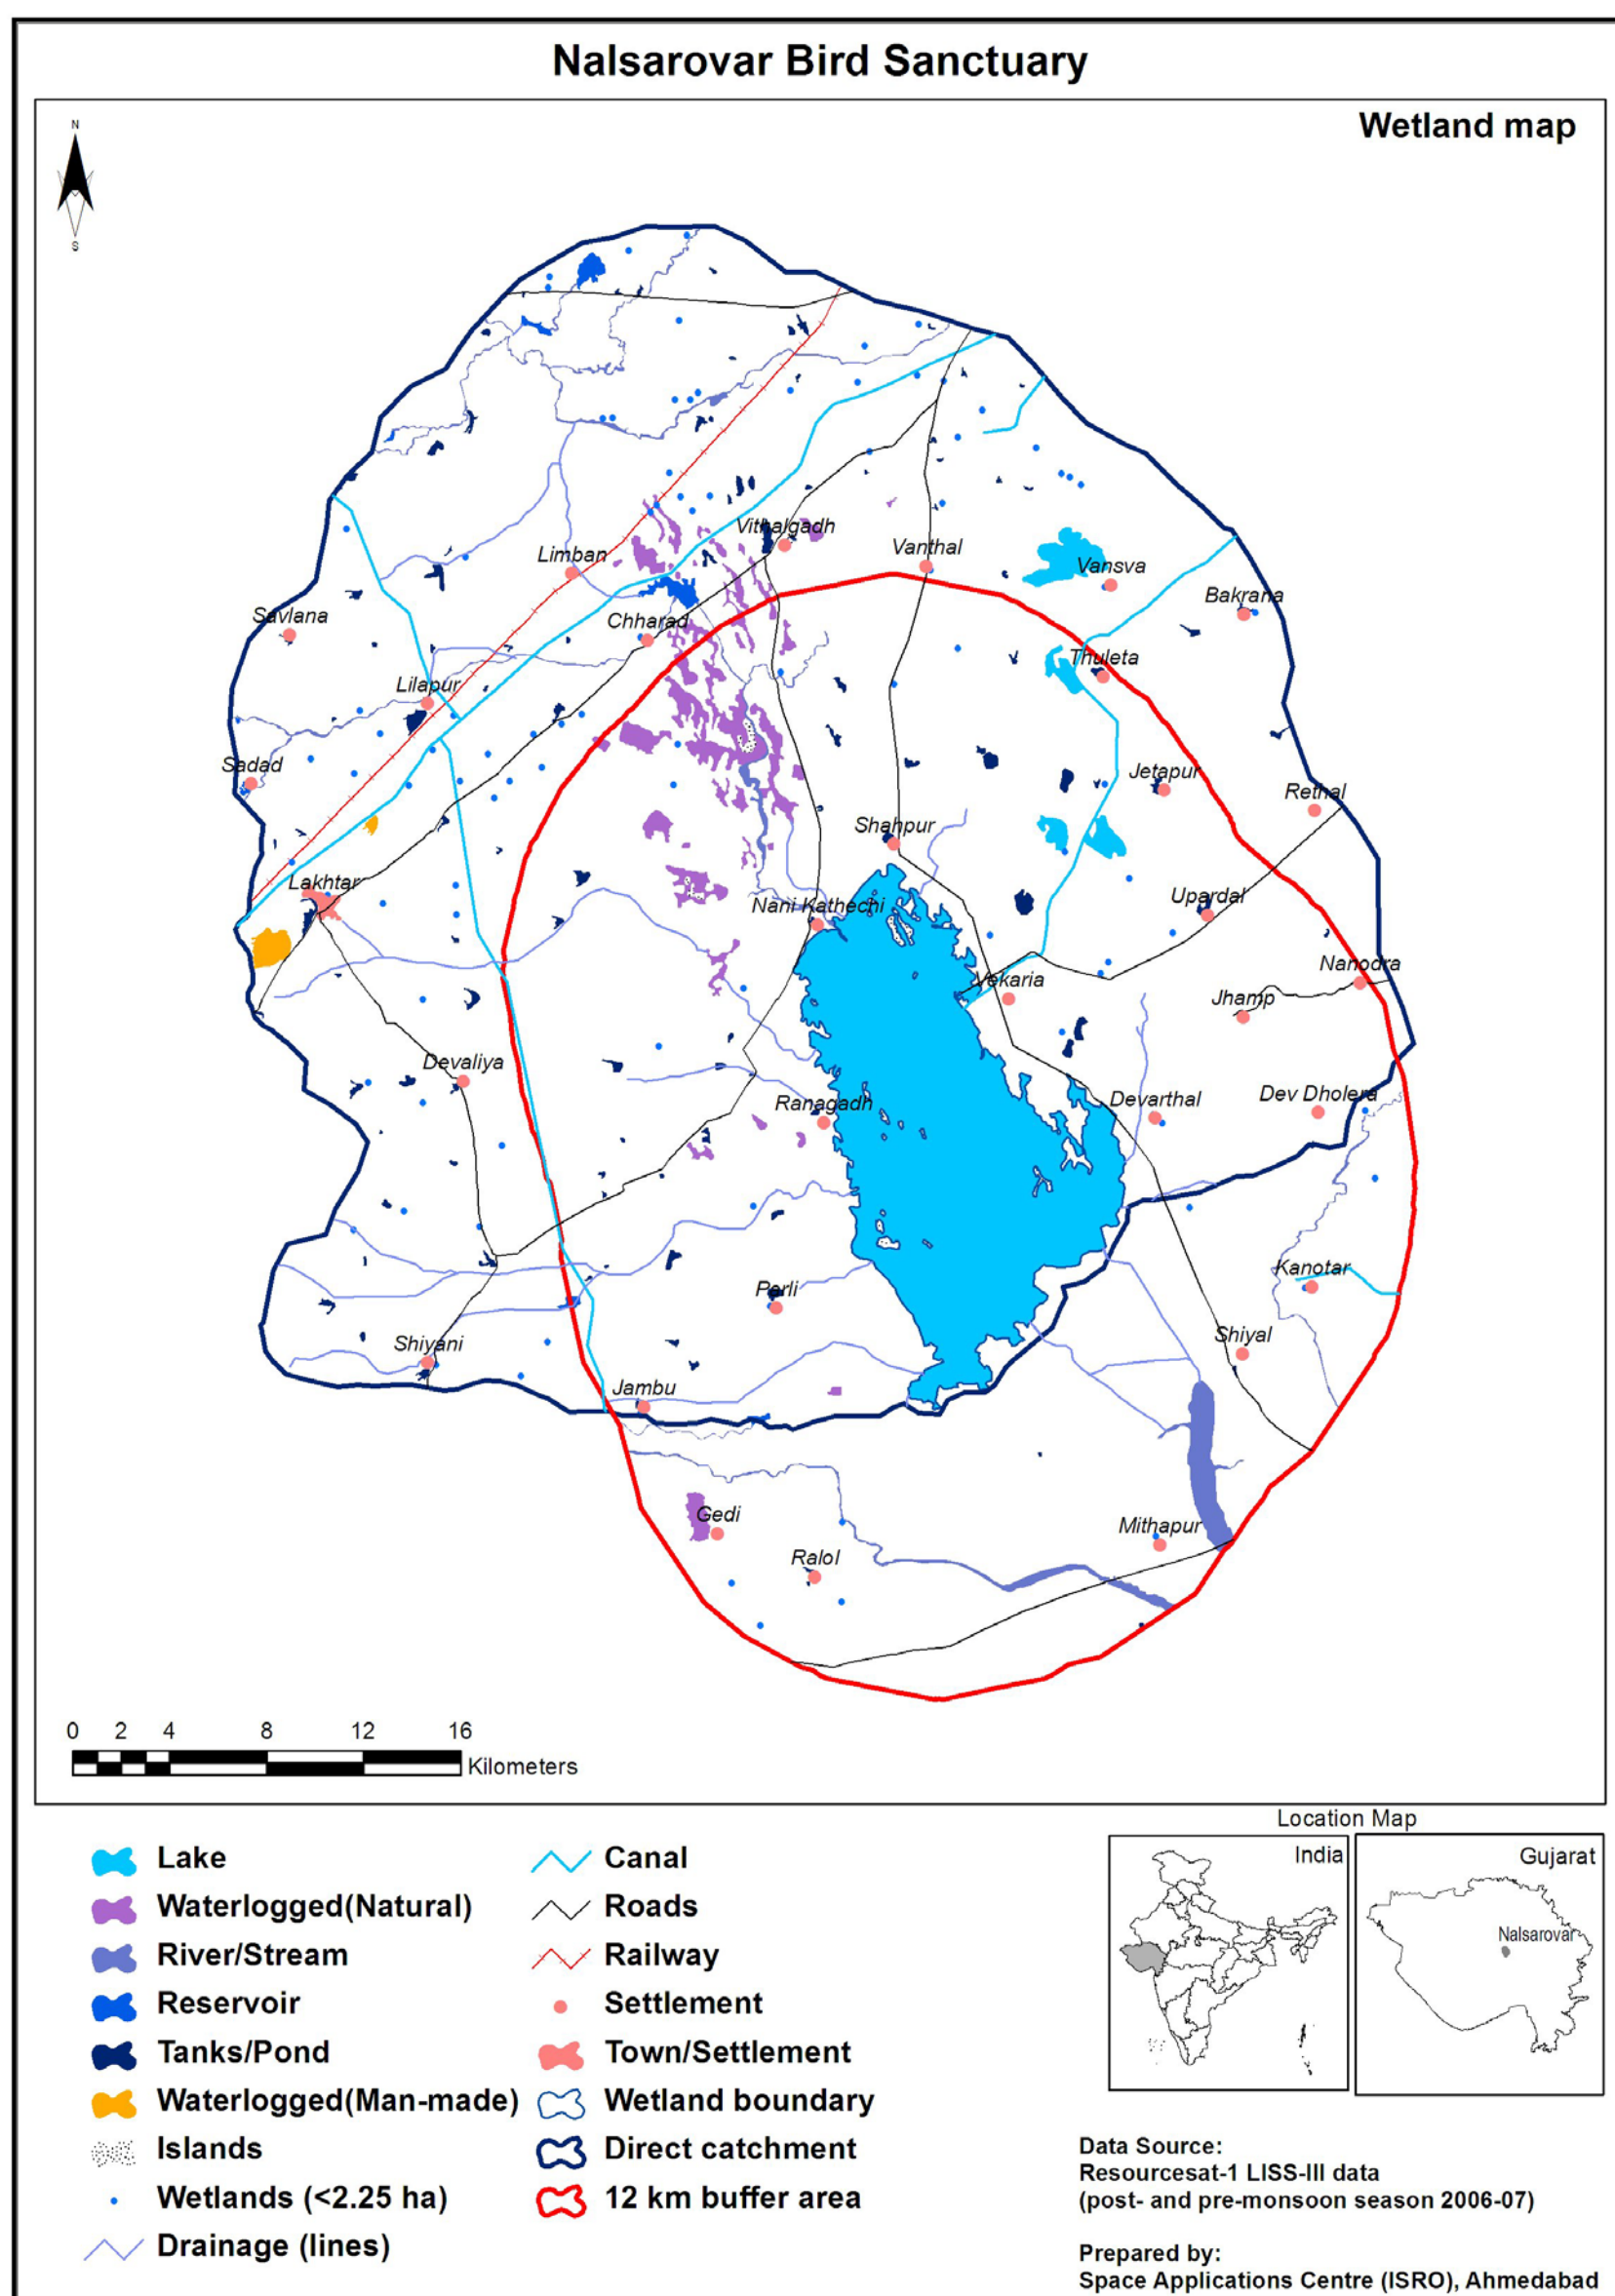 Nalsarovar Bird Sanctuary
Wetland map
N
S
Vithalgadh
Limban
Vanthal
Vansva
Bakrana
Savlana
Chharad
Thuleta
Lilapur
Sadad
Jetapur
Rethal
Shahpur
Lakhtar
Nani Kathechi
Upardal
Nanodra
Vekaria
Jhamp
Devaliya
Ranagadh
Devarthal
Dev Dholera
Kanotar
Perli
Shiyani
Shiyal
Jambu
Gedi
Mithapur
Ralol
0 2 4 8 12 16
Kilometers
Location Map
India
Gujarat
Nalsarovar
Lake
Waterlogged(Natural)
River/Stream
Reservoir
Tanks/Pond
Waterlogged(Man-made)
Islands
Wetlands (<2.25 ha)
Drainage (lines)
Canal
Roads
Railway
Settlement
Town/Settlement
Wetland boundary
Direct catchment
12 km buffer area
Data Source:
Resourcesat-1 LISS-III data
(post- and pre-monsoon season 2006-07)
Prepared by:
Space Applications Centre (ISRO), Ahmedabad